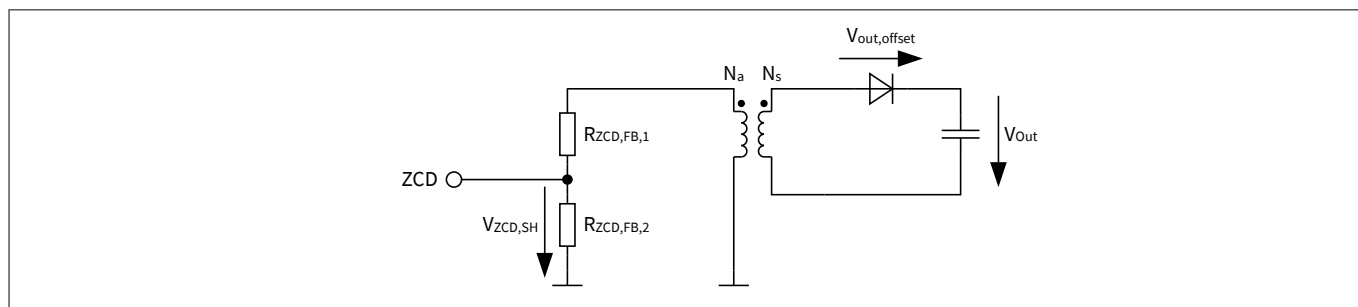 Vout,offset
Na Ns
RZCD,FB,1
VOut
ZCD
VZCD,SH
RZCD,FB,2